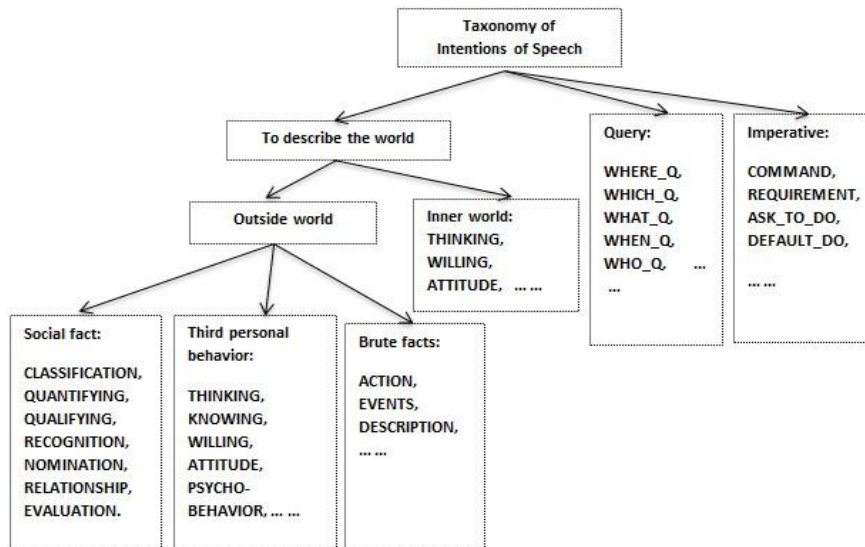 Taxonomy of
Intentions of Speech
To describe the world
Query:
WHERE_Q,
WHICH_Q,
WHAT_Q,
WHEN_Q,
WHO_Q, ...
...
Imperative:
COMMAND,
REQUIREMENT,
ASK_TO_DO,
DEFAULT_DO,
... ...
Outside world
Inner world:
THINKING,
WILLING,
ATTITUDE, ... ...
Social fact:
CLASSIFICATION,
QUANTIFYING,
QUALIFYING,
RECOGNITION,
NOMINATION,
RELATIONSHIP,
EVALUATION.
Third personal
behavior:
THINKING,
KNOWING,
WILLING,
ATTITUDE,
PSYCHO-
BEHAVIOR, ... ...
Brute facts:
ACTION,
EVENTS,
DESCRIPTION,
... ...